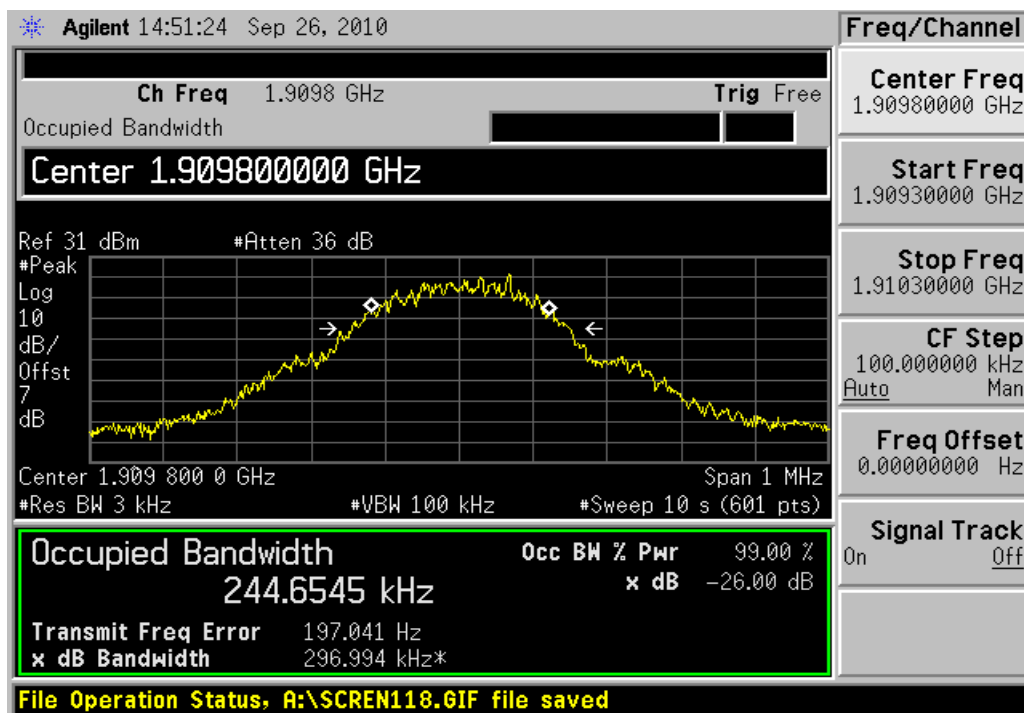 Agilent 14:51:24 Sep 26, 2010
Ch Freq 1.9098 GHz Trig Free
Occupied Bandwidth
Center 1.909800000 GHz
Ref 31 dBm #Atten 36 dB
#Peak
Log
10
dB/
Offst
7
dB
Center 1.909 800 0 GHz Span 1 MHz
#Res BW 3 kHz #VBW 100 kHz #Sweep 10 s (601 pts)
Occupied Bandwidth Occ BW % Pwr 99.00 %
244.6545 kHz x dB -26.00 dB
Transmit Freq Error 197.041 Hz
x dB Bandwidth 296.994 kHz*
File Operation Status, A:\SCREN118.GIF file saved
Freq/Channel
Center Freq
1.90980000 GHz
Start Freq
1.90930000 GHz
Stop Freq
1.91030000 GHz
CF Step
100.000000 kHz
Auto Man
Freq Offset
0.00000000 Hz
Signal Track
On Off